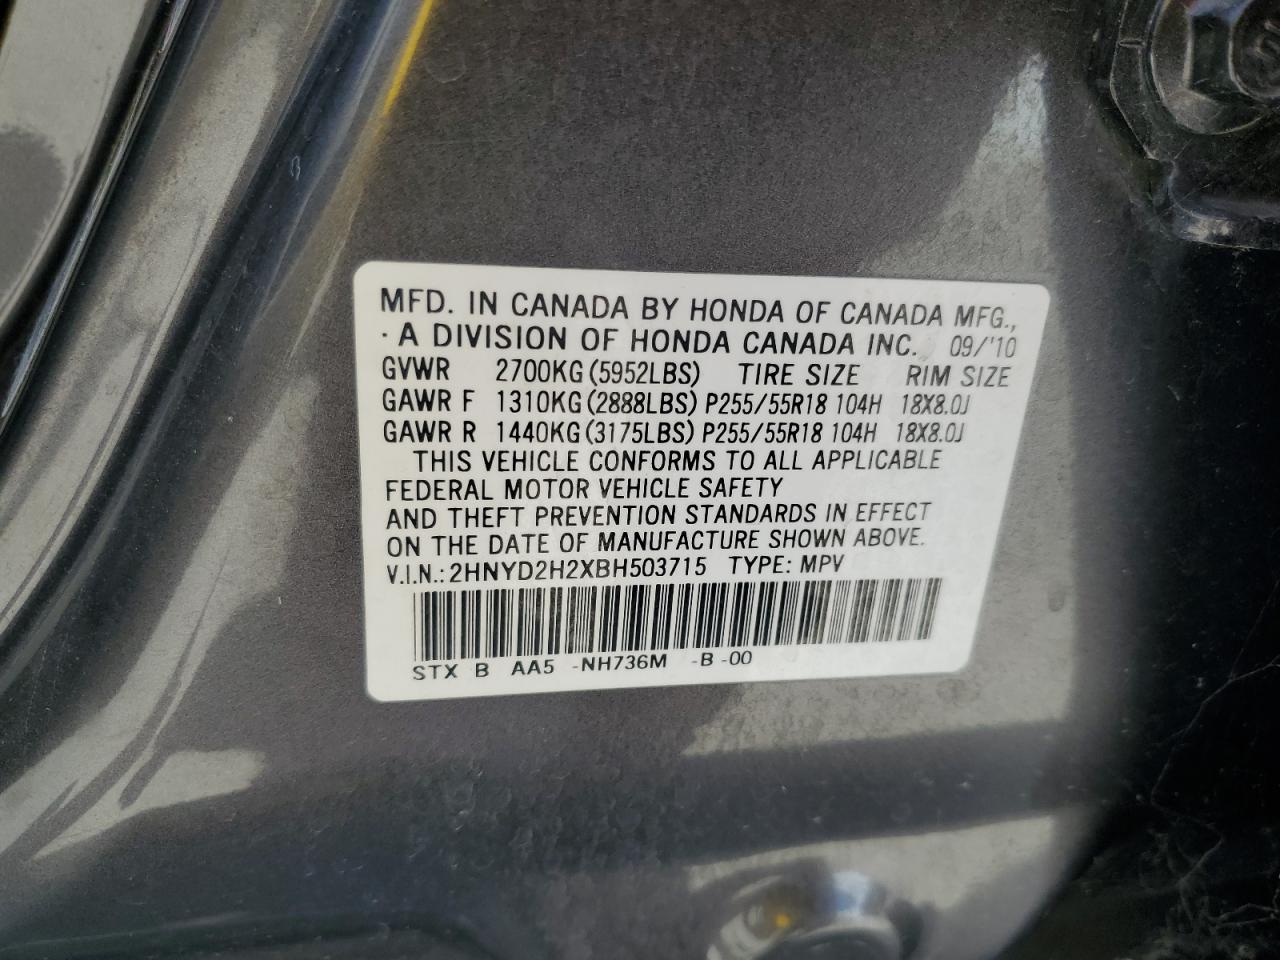 MFD. IN CANADA BY HONDA OF CANADA MFG.,
· A DIVISION OF HONDA CANADA INC. 09/'10
GVWR 2700KG (5952LBS) TIRE SIZE RIM SIZE
GAWR F 1310KG (2888LBS) P255/55R18 104H 18X8.0J
GAWR R 1440KG (3175LBS) P255/55R18 104H 18X8.0J
THIS VEHICLE CONFORMS TO ALL APPLICABLE
FEDERAL MOTOR VEHICLE SAFETY
AND THEFT PREVENTION STANDARDS IN EFFECT
ON THE DATE OF MANUFACTURE SHOWN ABOVE.
V.I.N.: 2HNYD2H2XBH503715 TYPE: MPV
STX B AA5 -NH736M -B -00